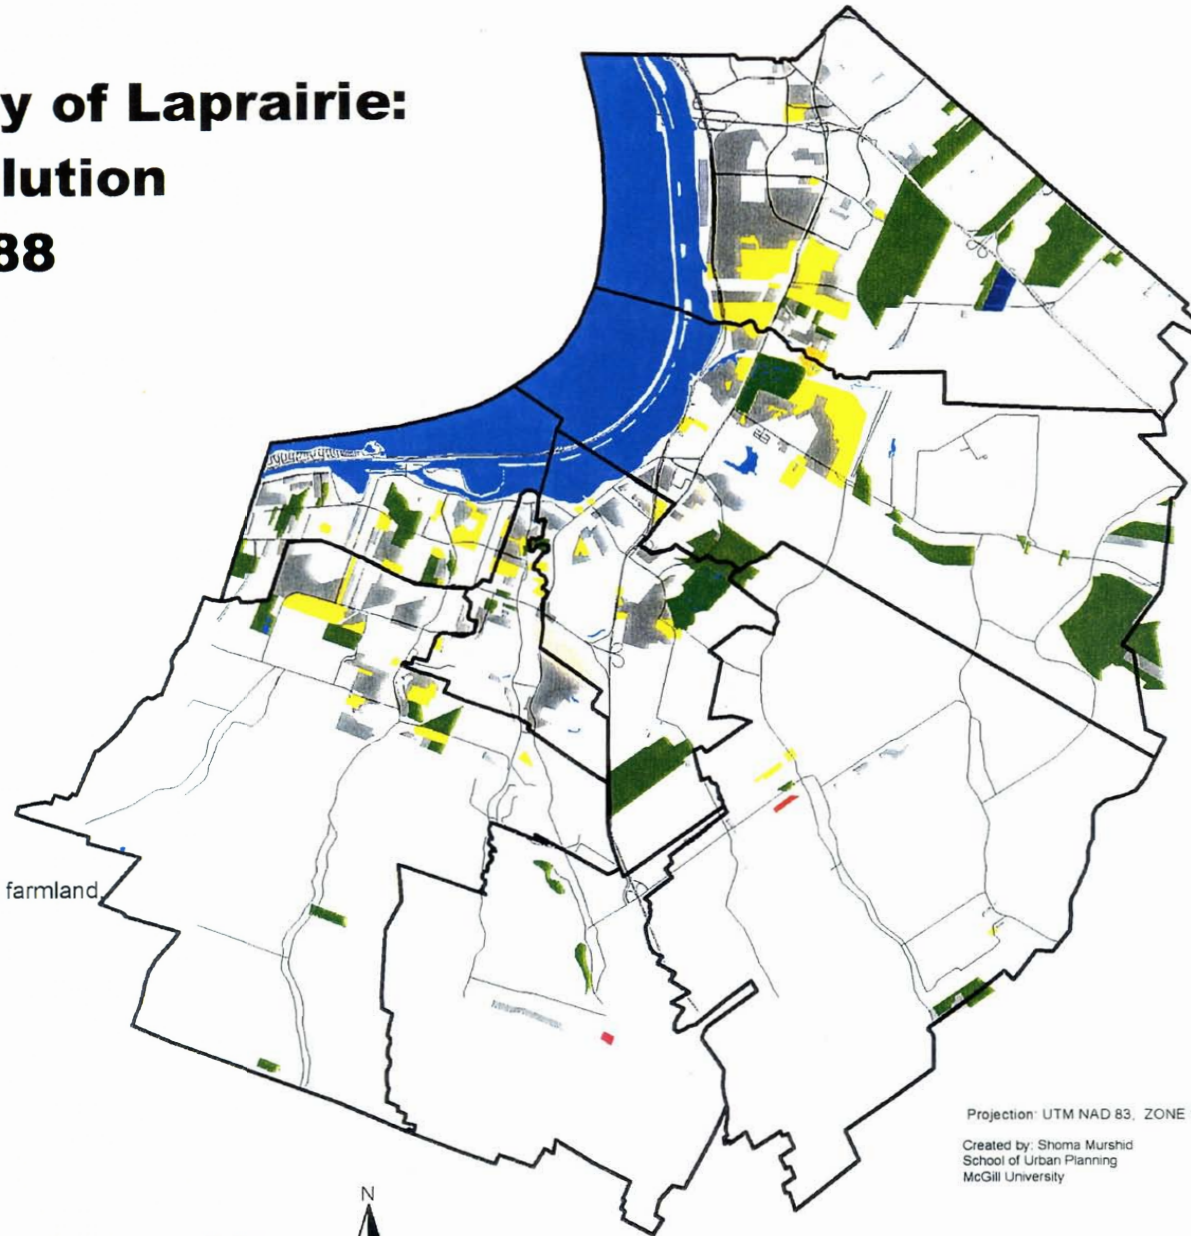 y of Laprairie:
lution
88
farmland
Projection: UTM NAD 83, ZONE
Created by: Shoma Murshid
School of Urban Planning
McGill University
N